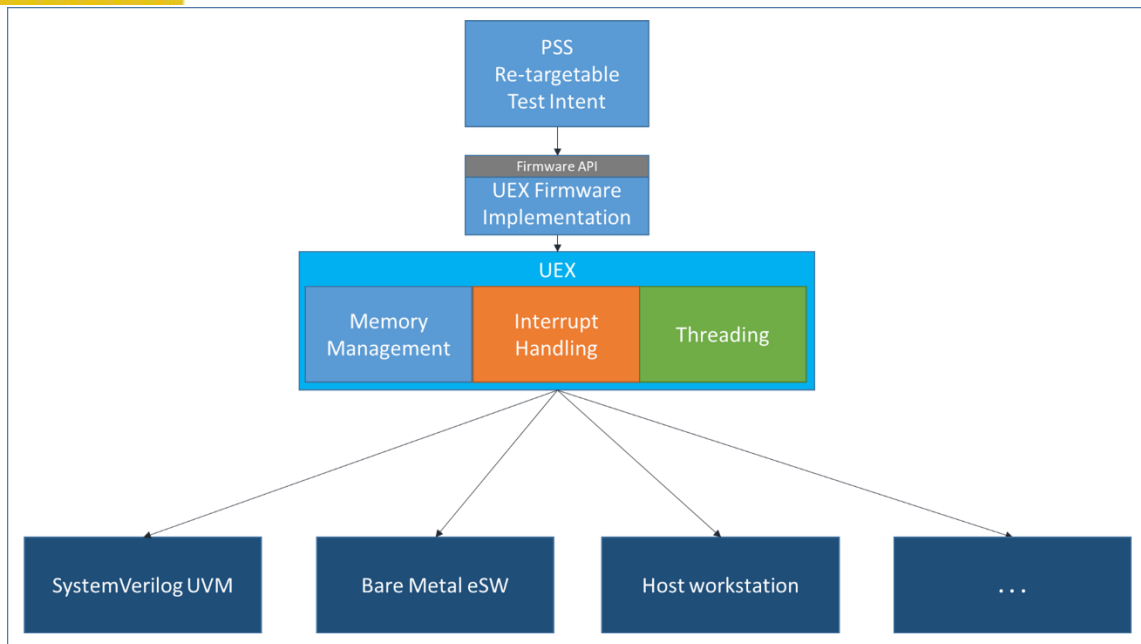 PSS
Re-targetable
Test Intent
Firmware API
UEX Firmware
Implementation
UEX
Memory
Management
Interrupt
Handling
Threading
SystemVerilog UVM
Bare Metal eSW
Host workstation
...